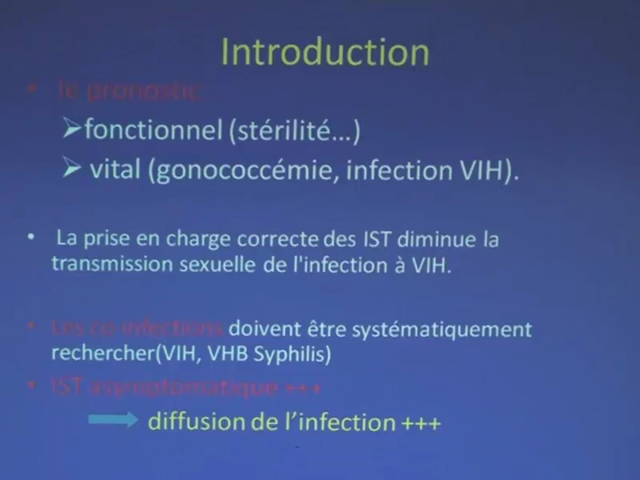 Introduction
• le pronostic:
➢fonctionnel (stérilité…)
➢ vital (gonococcémie, infection VIH).
• La prise en charge correcte des IST diminue la
transmission sexuelle de l'infection à VIH.
• Les co infections doivent être systématiquement
rechercher(VIH, VHB Syphilis)
• IST asymptomatique +++
diffusion de l’infection +++